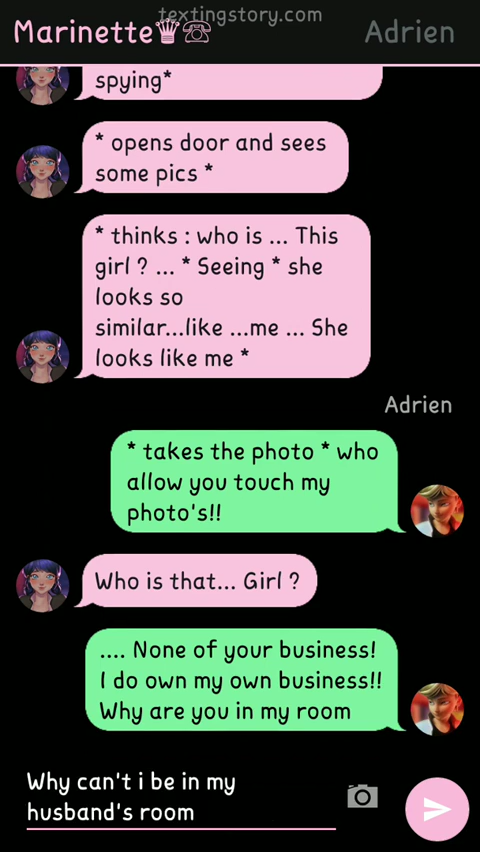 textingstory.com
Marinette♛☏
Adrien
spying*
* opens door and sees
some pics *
* thinks : who is ... This
girl ? ... * Seeing * she
looks so
similar...like ...me ... She
looks like me *
Adrien
* takes the photo * who
allow you touch my
photo's!!
Who is that... Girl ?
.... None of your business!
I do own my own business!!
Why are you in my room
Why can't i be in my
husband's room